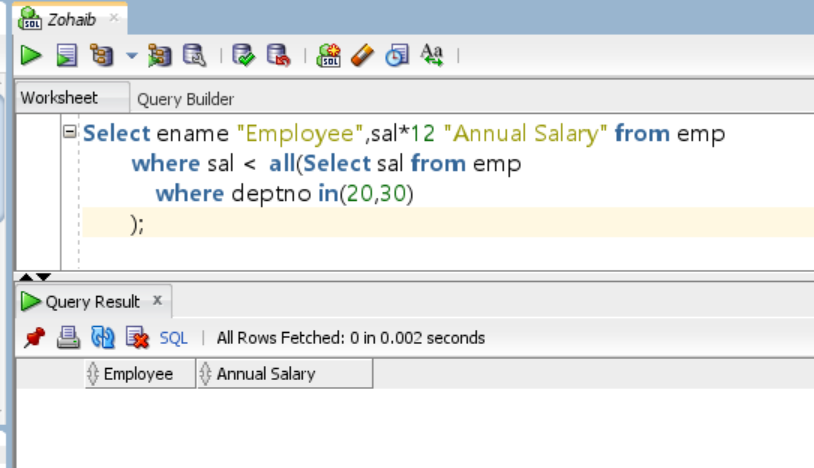 Zohaib
Aa
Worksheet Query Builder
Select ename "Employee",sal*12 "Annual Salary" from emp
where sal < all(Select sal from emp
where deptno in(20,30)
);
Query Result x
SQL | All Rows Fetched: 0 in 0.002 seconds
Employee Annual Salary